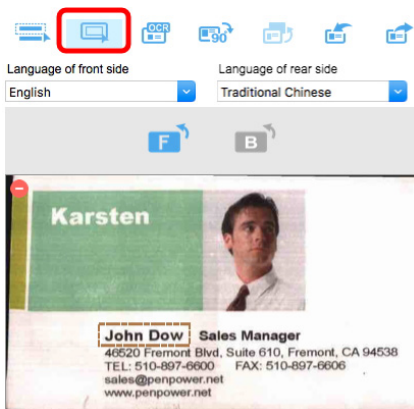 OCR
90°
Language of front side Language of rear side
English Traditional Chinese
F B
Karsten
John Dow Sales Manager
46520 Fremont Blvd, Suite 610, Fremont, CA 94538
TEL: 510-897-6600 FAX: 510-897-6606
sales@penpower.net
www.penpower.net